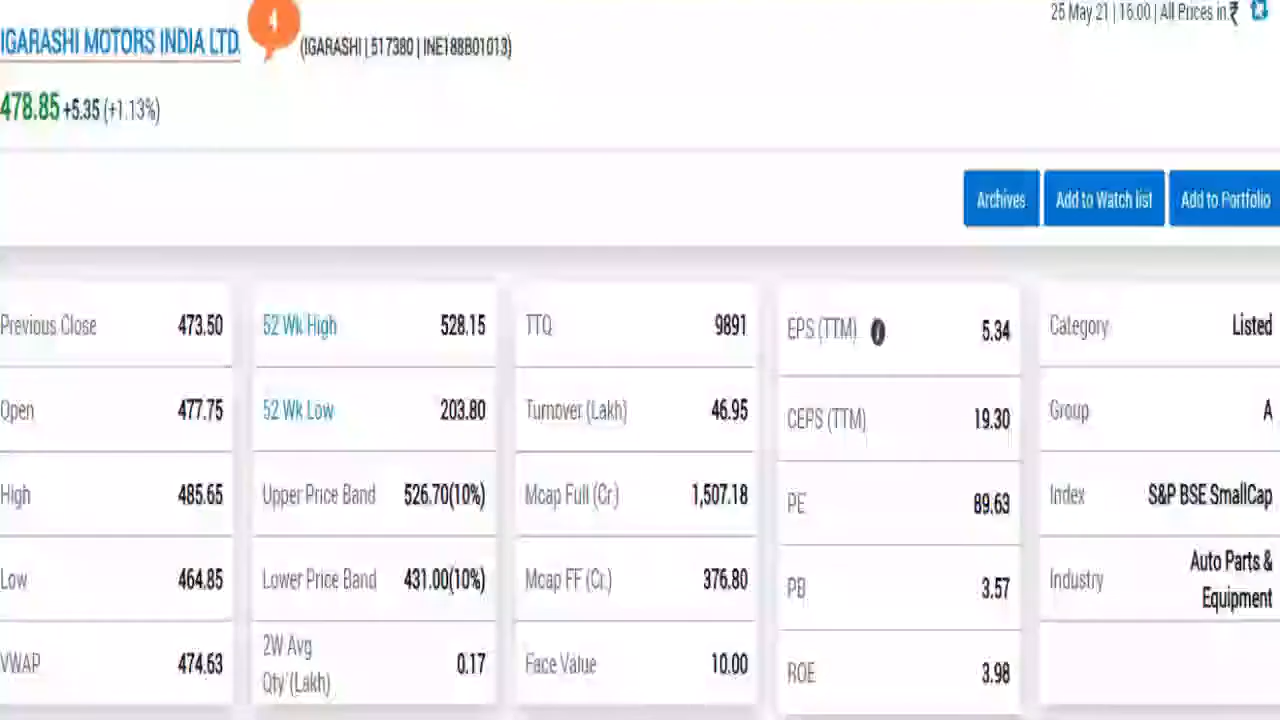 4
25 May 21 | 16:00 | All Prices in ₹
IGARASHI MOTORS INDIA LTD.
(IGARASHI | 517380 | INE188B01013)
478.85 +5.35 (+1.13%)
Archives
Add to Watch list
Add to Portfolio
Previous Close 473.50
Open 477.75
High 485.65
Low 464.85
VWAP 474.63
52 Wk High 528.15
52 Wk Low 203.80
Upper Price Band 526.70(10%)
Lower Price Band 431.00(10%)
2W Avg
Qty (Lakh) 0.17
TTQ 9891
Turnover (Lakh) 46.95
Mcap Full (Cr.) 1,507.18
Mcap FF (Cr.) 376.80
Face Value 10.00
EPS (TTM) 5.34
CEPS (TTM) 19.30
PE 89.63
PB 3.57
ROE 3.98
Category Listed
Group A
Index S&P BSE SmallCap
Industry Auto Parts &
Equipment